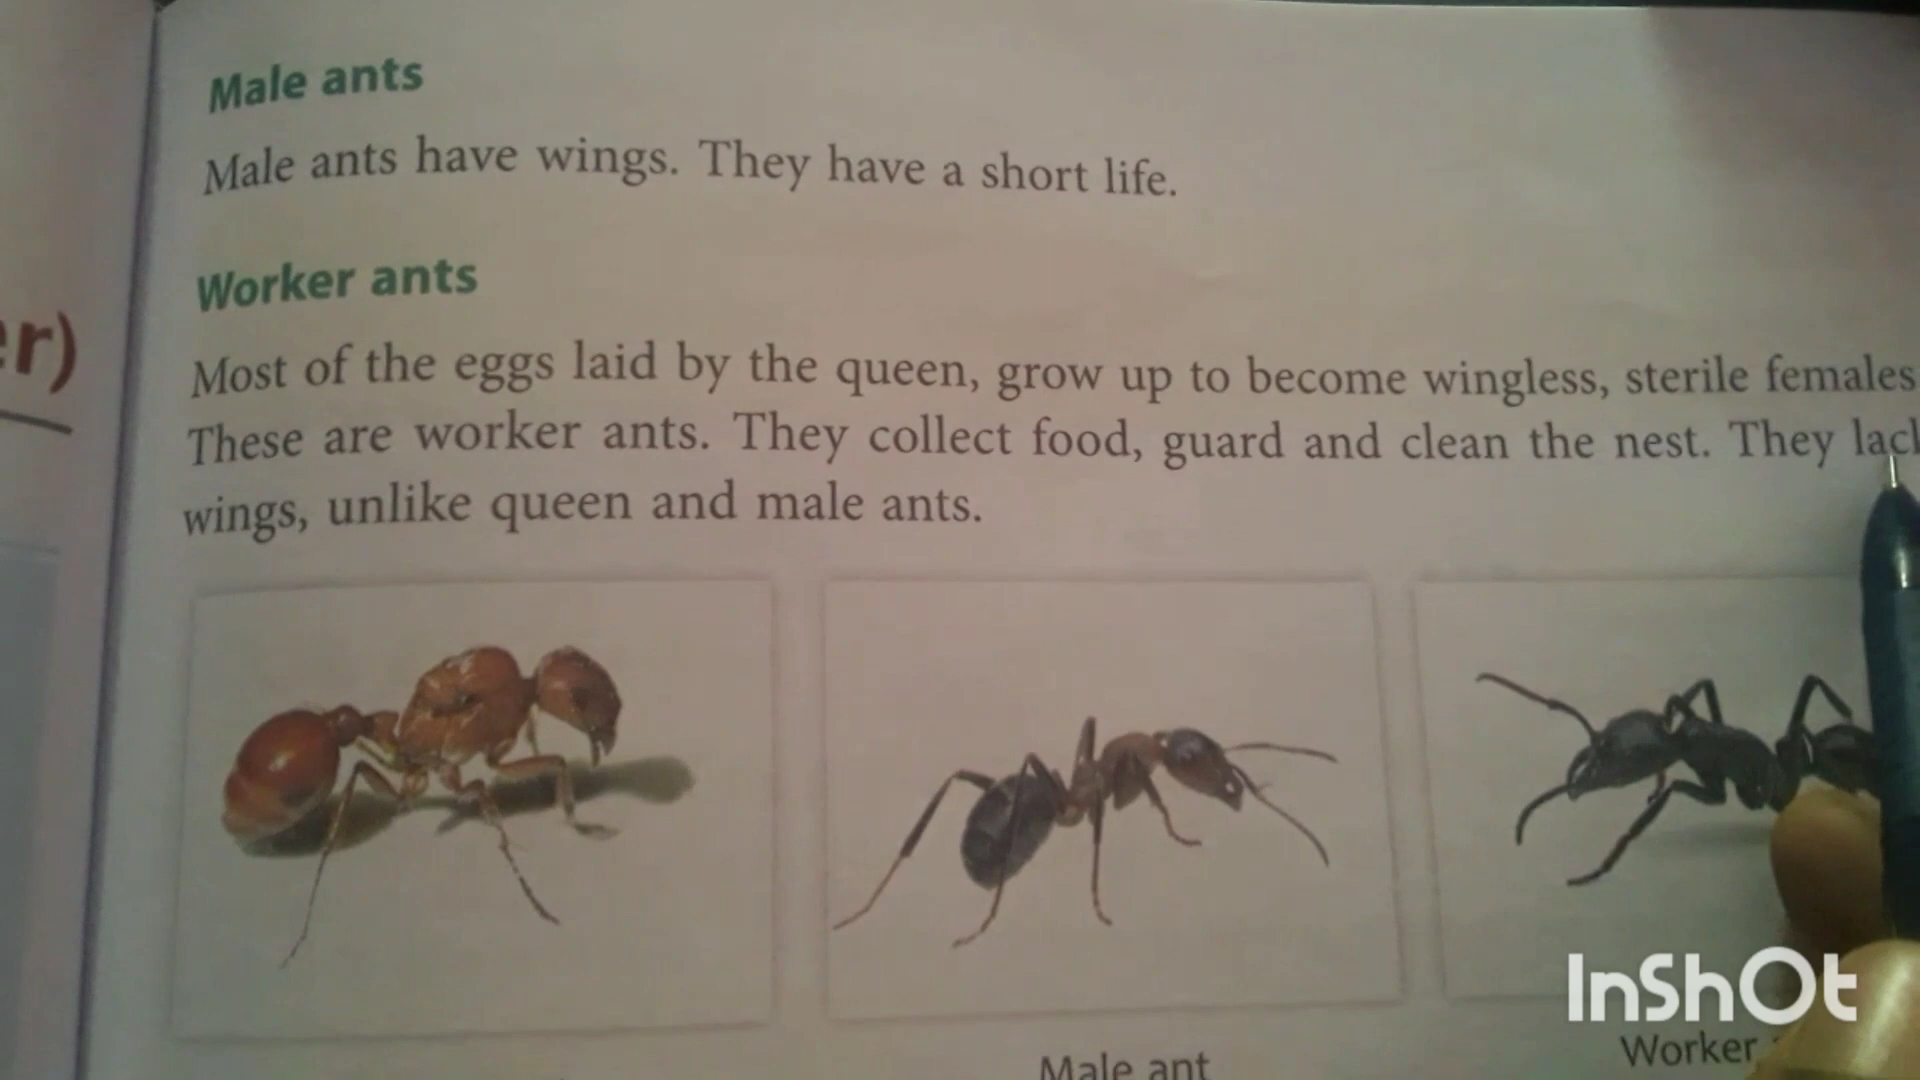 Male ants
Male ants have wings. They have a short life.
Worker ants
er)
Most of the eggs laid by the queen, grow up to become wingless, sterile females
These are worker ants. They collect food, guard and clean the nest. They lack
wings, unlike queen and male ants.
InShOt
Male ant
Worker